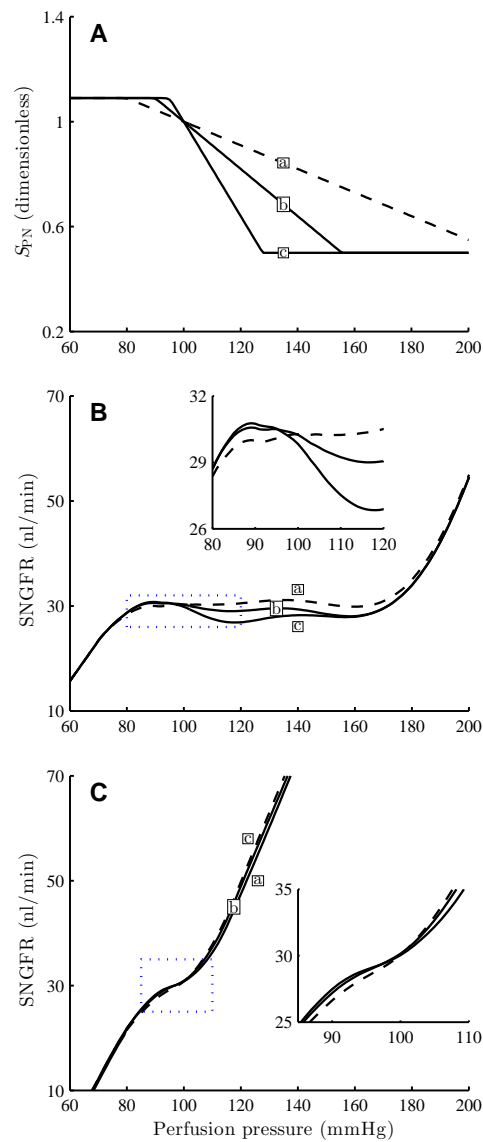 A
1.4
1
0.6
0.2
S_PN (dimensionless)
a
b
c
60 80 100 120 140 160 180 200
B
70
50
30
10
SNGFR (nl/min)
32
29
26
80 90 100 110 120
a
b
c
60 80 100 120 140 160 180 200
C
70
50
30
10
SNGFR (nl/min)
c
a
b
35
30
25
90 100 110
60 80 100 120 140 160 180 200
Perfusion pressure (mmHg)